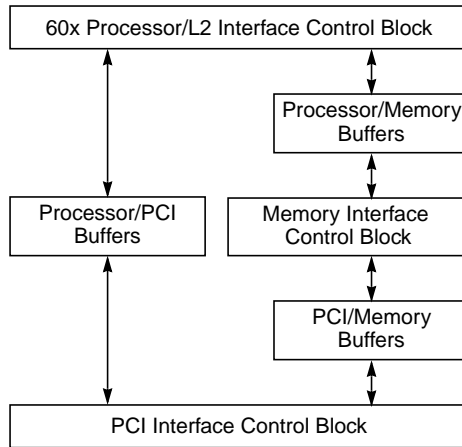 60x Processor/L2 Interface Control Block
Processor/Memory
Buffers
Processor/PCI
Buffers
Memory Interface
Control Block
PCI/Memory
Buffers
PCI Interface Control Block